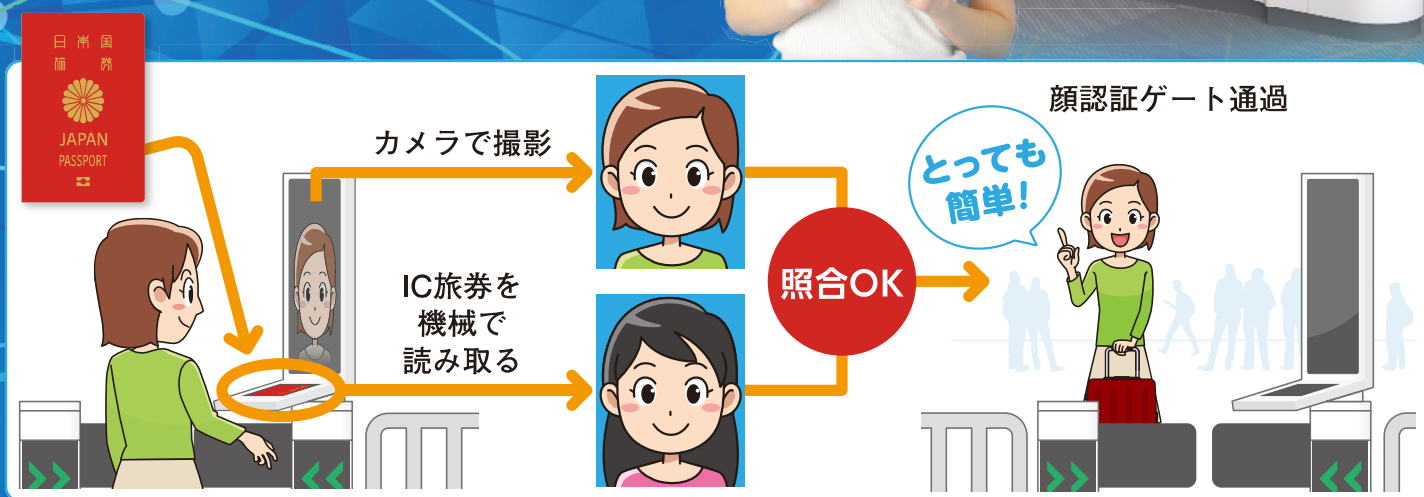 日本国
旅券
JAPAN
PASSPORT
カメラで撮影
IC旅券を
機械で
読み取る
照合OK
とっても
簡単!
顔認証ゲート通過